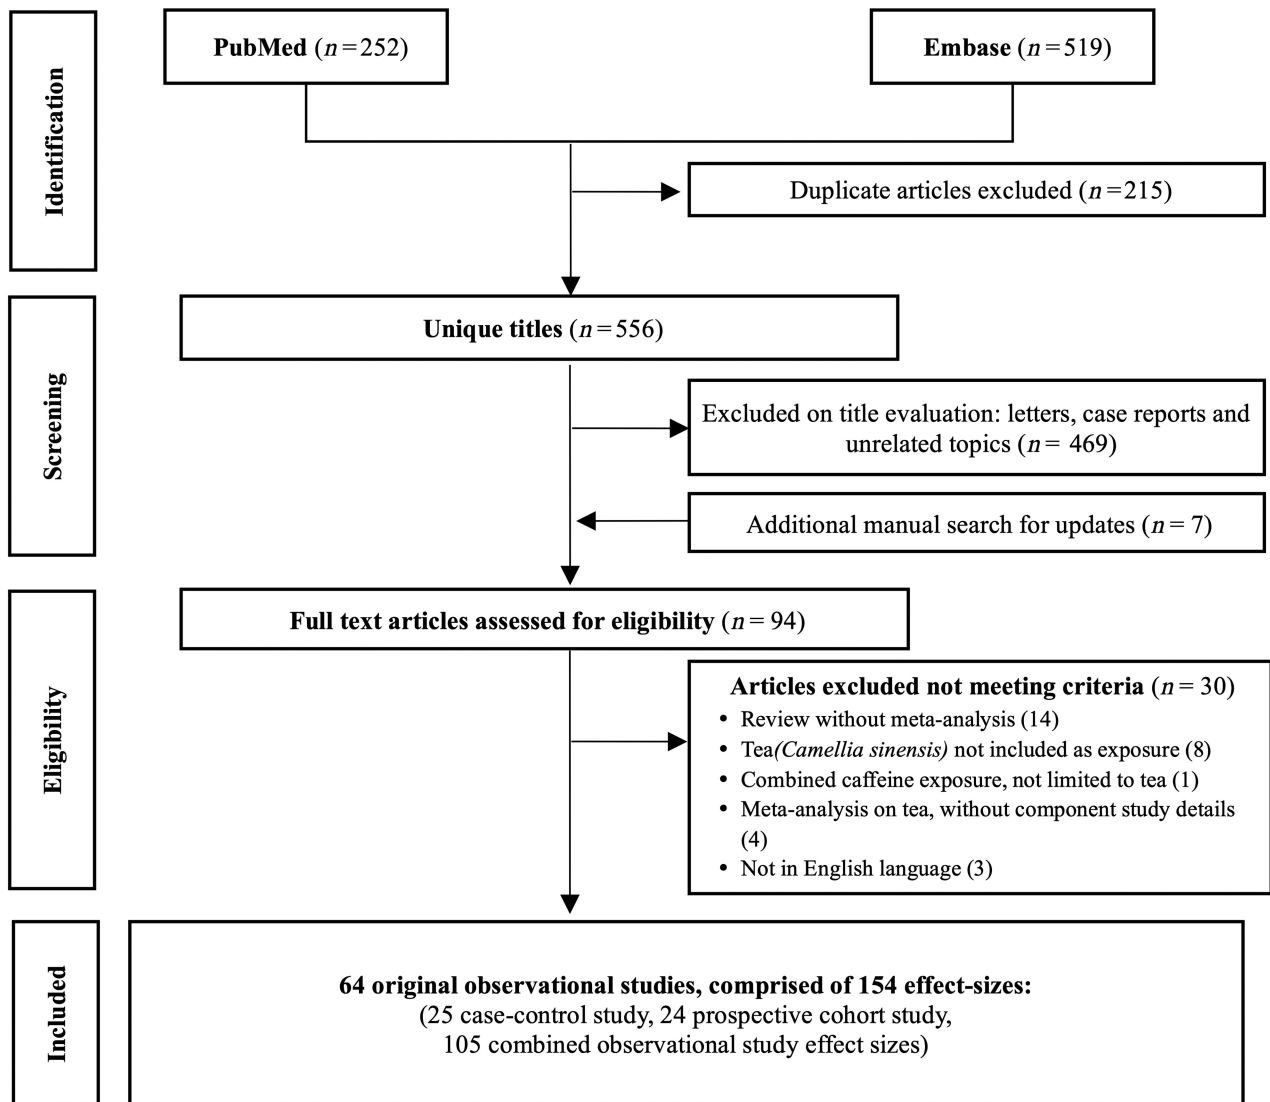 Identification
PubMed (n = 252)
Embase (n = 519)
Duplicate articles excluded (n =215)
Screening
Unique titles (n = 556)
Excluded on title evaluation: letters, case reports and
unrelated topics (n = 469)
Additional manual search for updates (n = 7)
Eligibility
Full text articles assessed for eligibility (n = 94)
Articles excluded not meeting criteria (n = 30)
• Review without meta-analysis (14)
• Tea(Camellia sinensis) not included as exposure (8)
• Combined caffeine exposure, not limited to tea (1)
• Meta-analysis on tea, without component study details
(4)
• Not in English language (3)
Included
64 original observational studies, comprised of 154 effect-sizes:
(25 case-control study, 24 prospective cohort study,
105 combined observational study effect sizes)